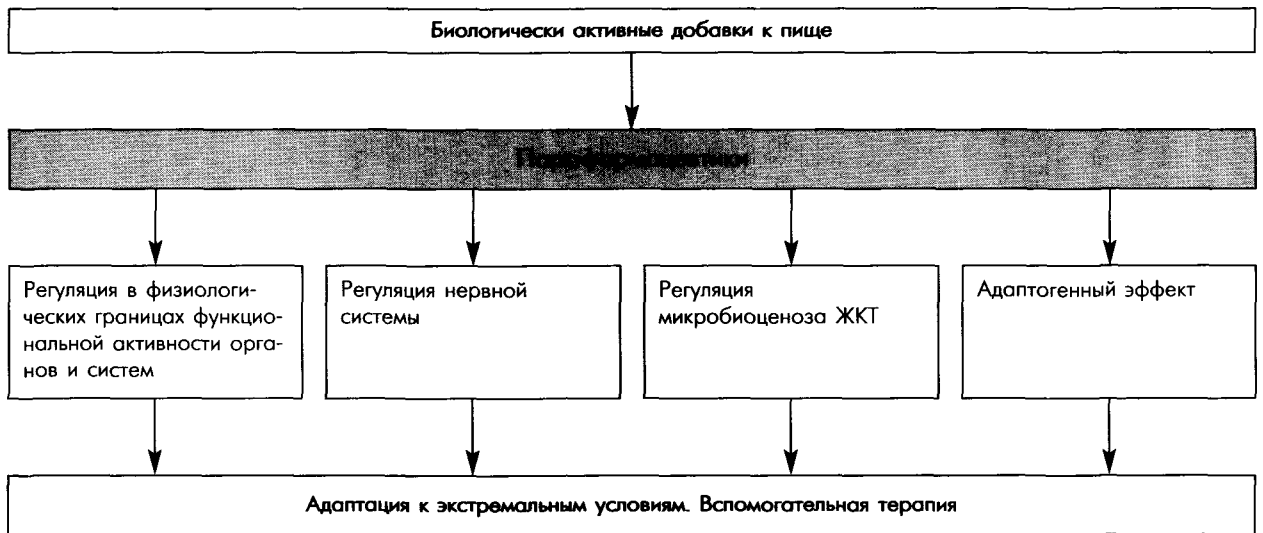 Биологически активные добавки к пище
Парафармацевтики
Регуляция в физиологи-
ческих границах функцио-
нальной активности орга-
нов и систем
Регуляция нервной
системы
Регуляция
микробиоценоза ЖКТ
Адаптогенный эффект
Адаптация к экстремальным условиям. Вспомогательная терапия